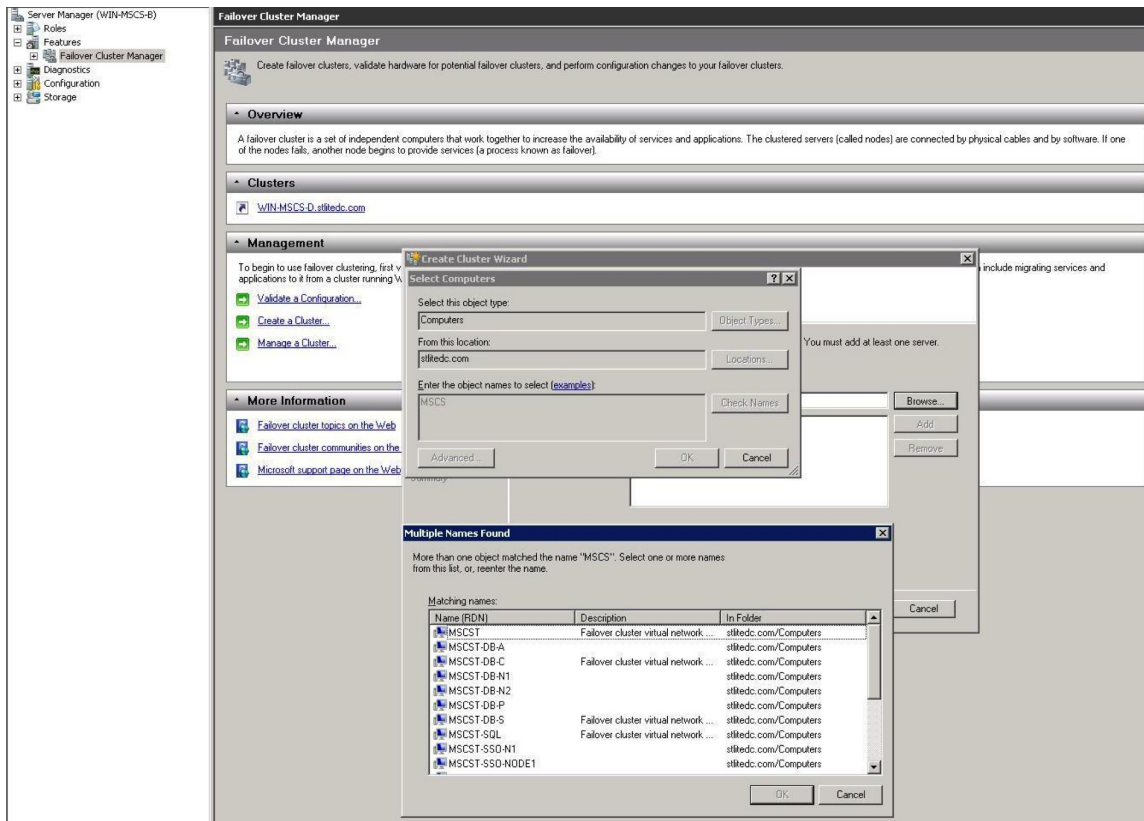 Server Manager (WIN-MSCS-B)
Roles
Features
Failover Cluster Manager
Diagnostics
Configuration
Storage
Failover Cluster Manager
Failover Cluster Manager
Create failover clusters, validate hardware for potential failover clusters, and perform configuration changes to your failover clusters.
Overview
A failover cluster is a set of independent computers that work together to increase the availability of services and applications. The clustered servers (called nodes) are connected by physical cables and by software. If one
of the nodes fails, another node begins to provide services (a process known as failover).
Clusters
WIN-MSCS-D.stlitedc.com
Management
To begin to use failover clustering, first v
include migrating services and
applications to it from a cluster running W
Validate a Configuration...
Create a Cluster...
Manage a Cluster...
More Information
Failover cluster topics on the Web
Failover cluster communities on the
Microsoft support page on the Web
Create Cluster Wizard
Select Computers
Select this object type:
Computers
Object Types...
From this location:
stlitedc.com
Locations...
Enter the object names to select (examples):
MSCS
Check Names
Advanced...
OK
Cancel
You must add at least one server.
Browse...
Add
Remove
Summary
Cancel
Multiple Names Found
More than one object matched the name "MSCS". Select one or more names
from this list, or, reenter the name.
Matching names:
Name (RDN) Description In Folder
MSCST Failover cluster virtual network ... stlitedc.com/Computers
MSCST-DB-A stlitedc.com/Computers
MSCST-DB-C Failover cluster virtual network ... stlitedc.com/Computers
MSCST-DB-N1 stlitedc.com/Computers
MSCST-DB-N2 stlitedc.com/Computers
MSCST-DB-P stlitedc.com/Computers
MSCST-DB-S Failover cluster virtual network ... stlitedc.com/Computers
MSCST-SQL Failover cluster virtual network ... stlitedc.com/Computers
MSCST-SSO-N1 stlitedc.com/Computers
MSCST-SSO-NODE1 stlitedc.com/Computers
OK
Cancel